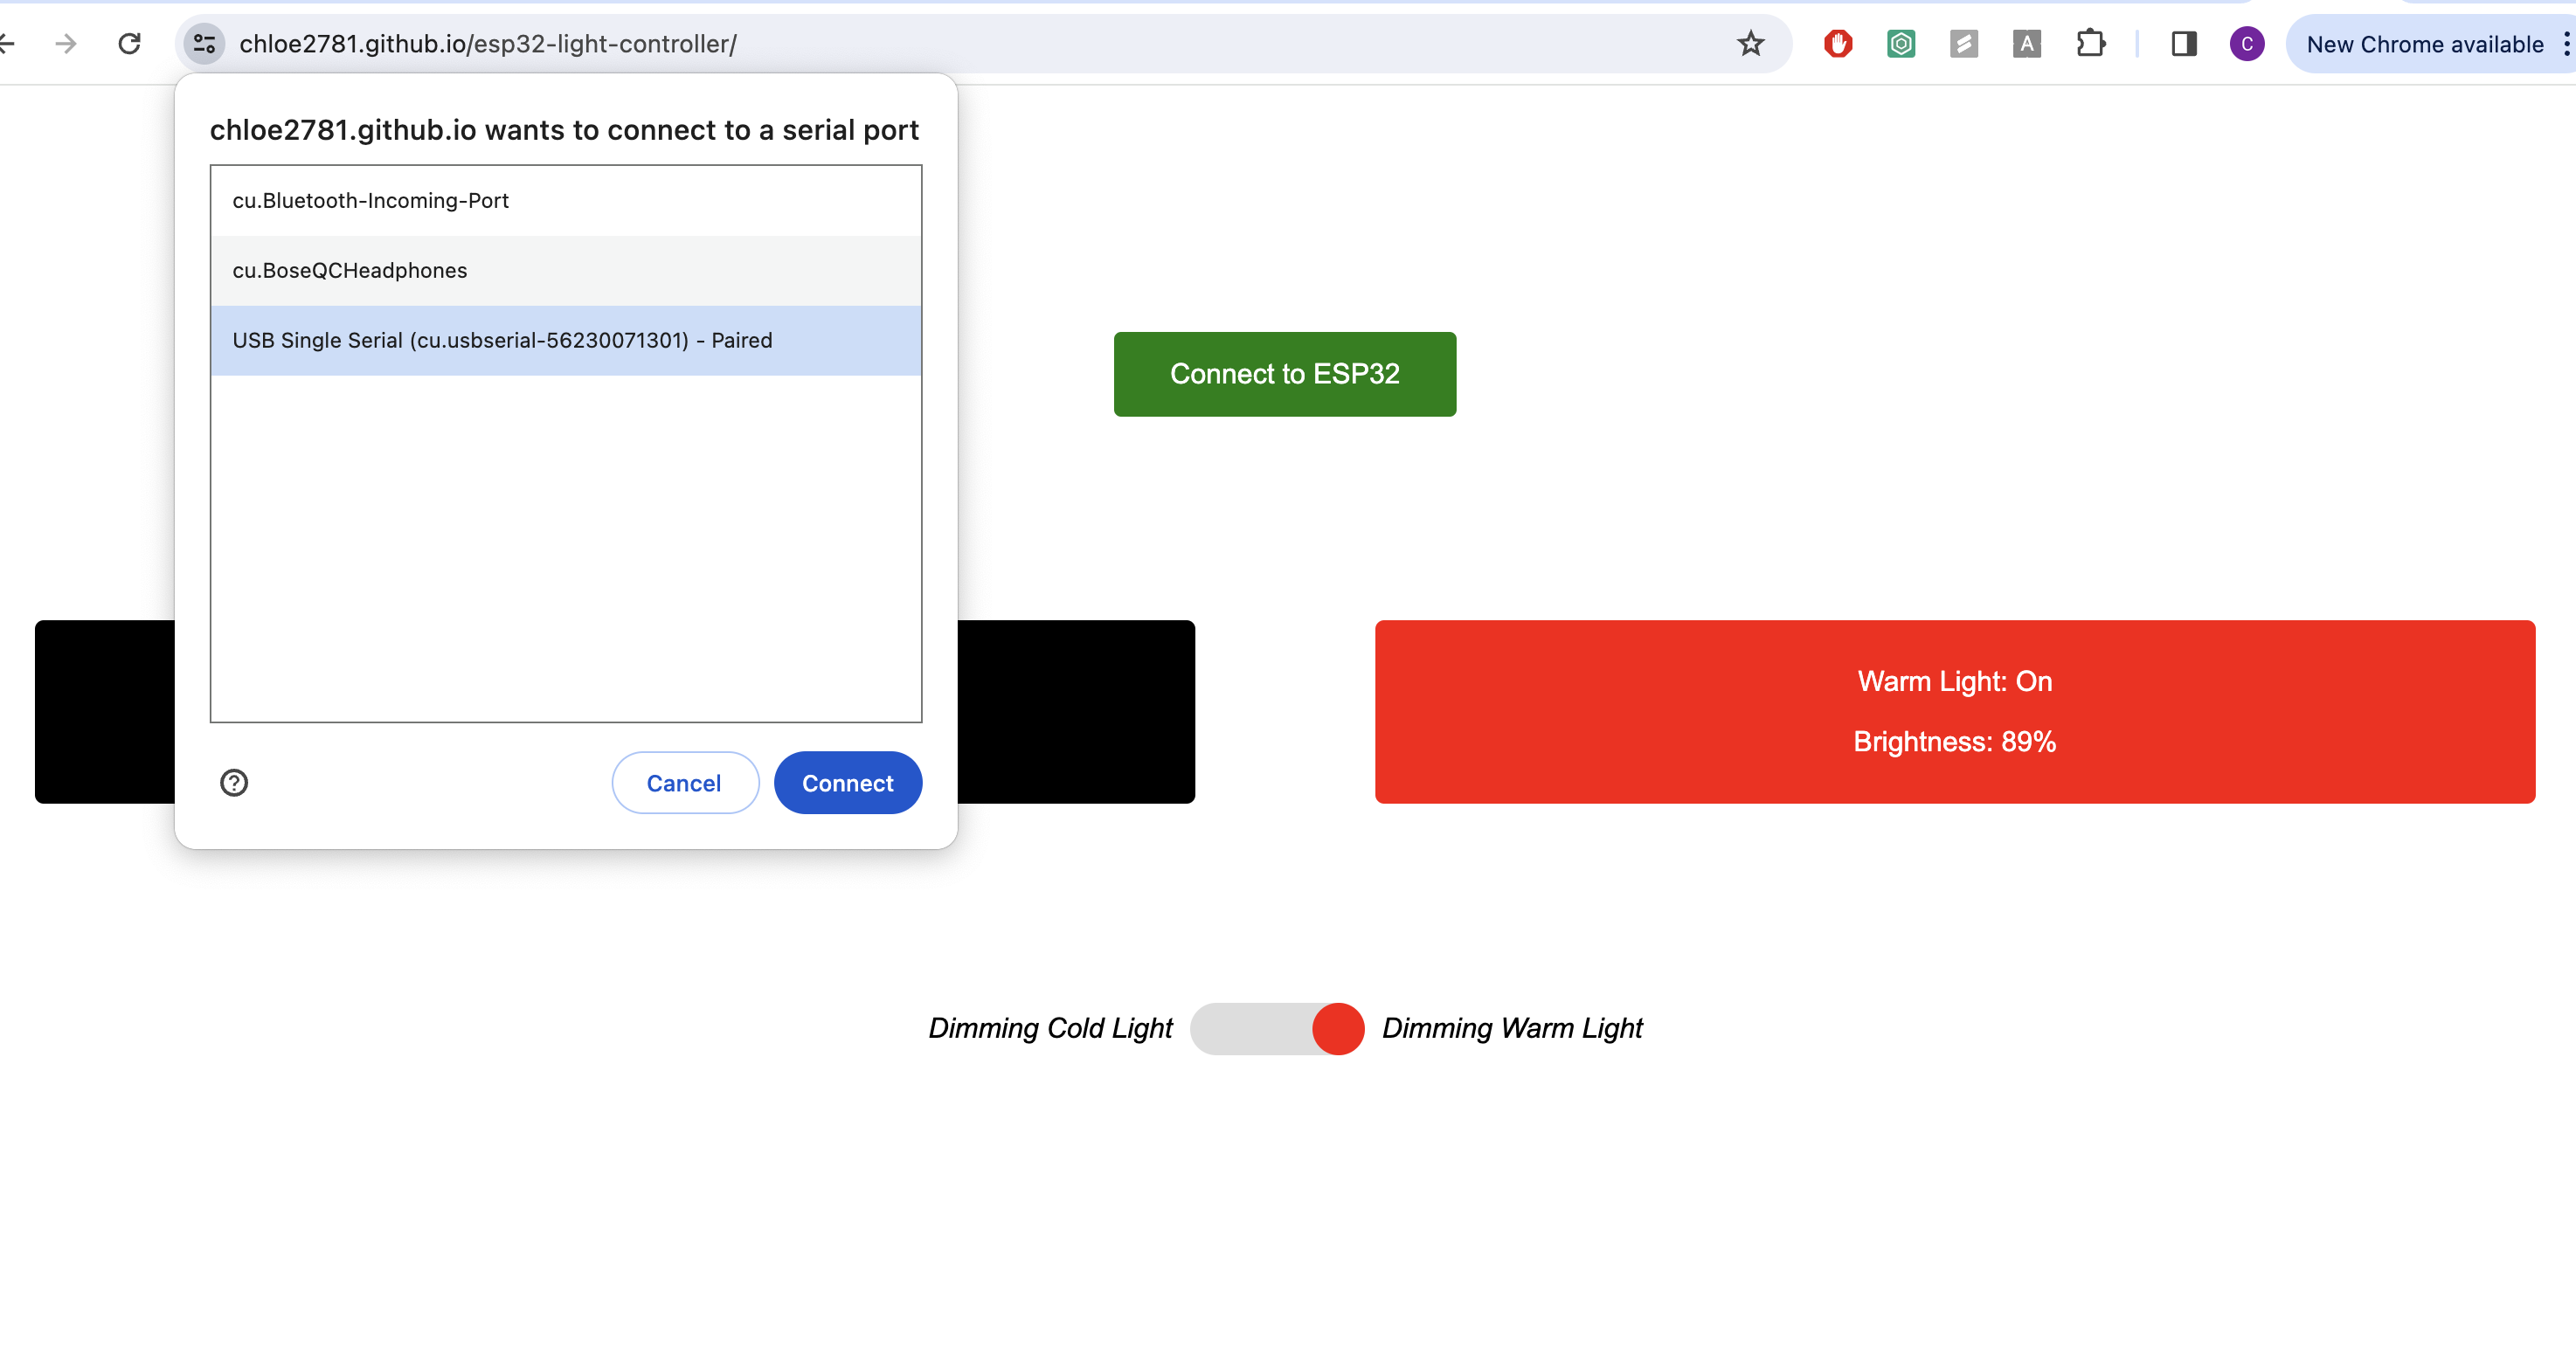 chloe2781.github.io/esp32-light-controller/
A
C
New Chrome available
chloe2781.github.io wants to connect to a serial port
cu.Bluetooth-Incoming-Port
cu.BoseQCHeadphones
USB Single Serial (cu.usbserial-56230071301) - Paired
Cancel
Connect
Connect to ESP32
Warm Light: On
Brightness: 89%
Dimming Cold Light
Dimming Warm Light